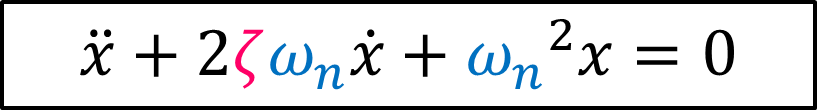 ẍ + 2ζωₙẋ + ωₙ²x = 0